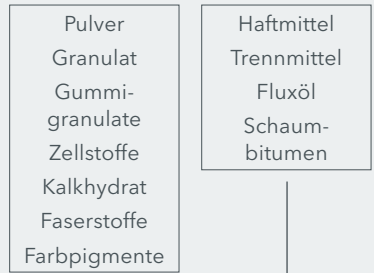 Pulver
Granulat
Gummi-
granulate
Zellstoffe
Kalkhydrat
Faserstoffe
Farbpigmente
Haftmittel
Trennmittel
Fluxöl
Schaum-
bitumen